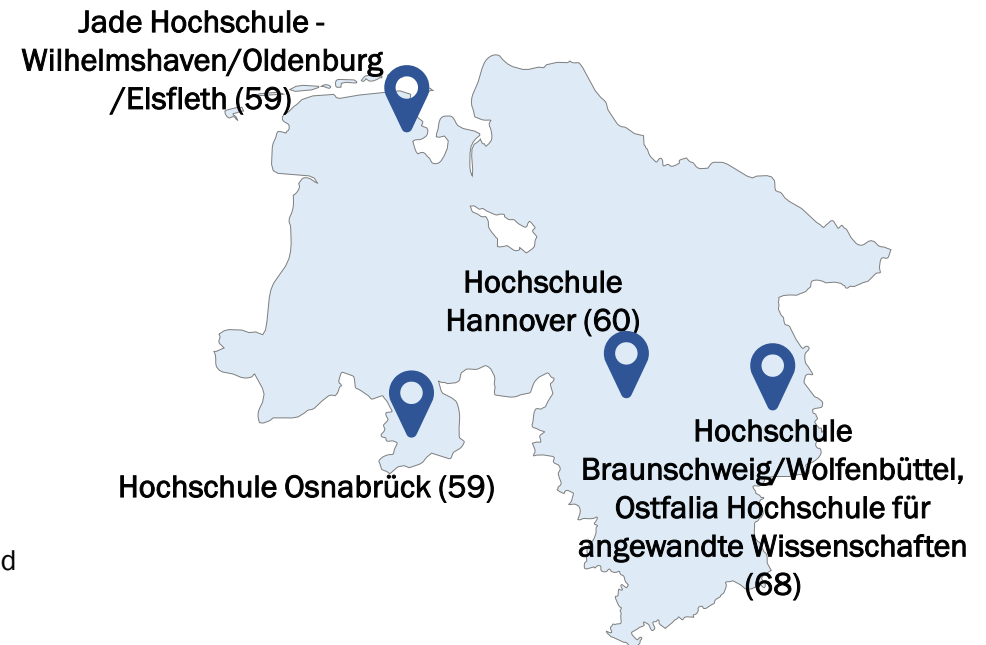 Jade Hochschule -
Wilhelmshaven/Oldenburg
/Elsfleth (59)
Hochschule
Hannover (60)
Hochschule
Braunschweig/Wolfenbüttel,
Ostfalia Hochschule für
angewandte Wissenschaften
(68)
Hochschule Osnabrück (59)
d